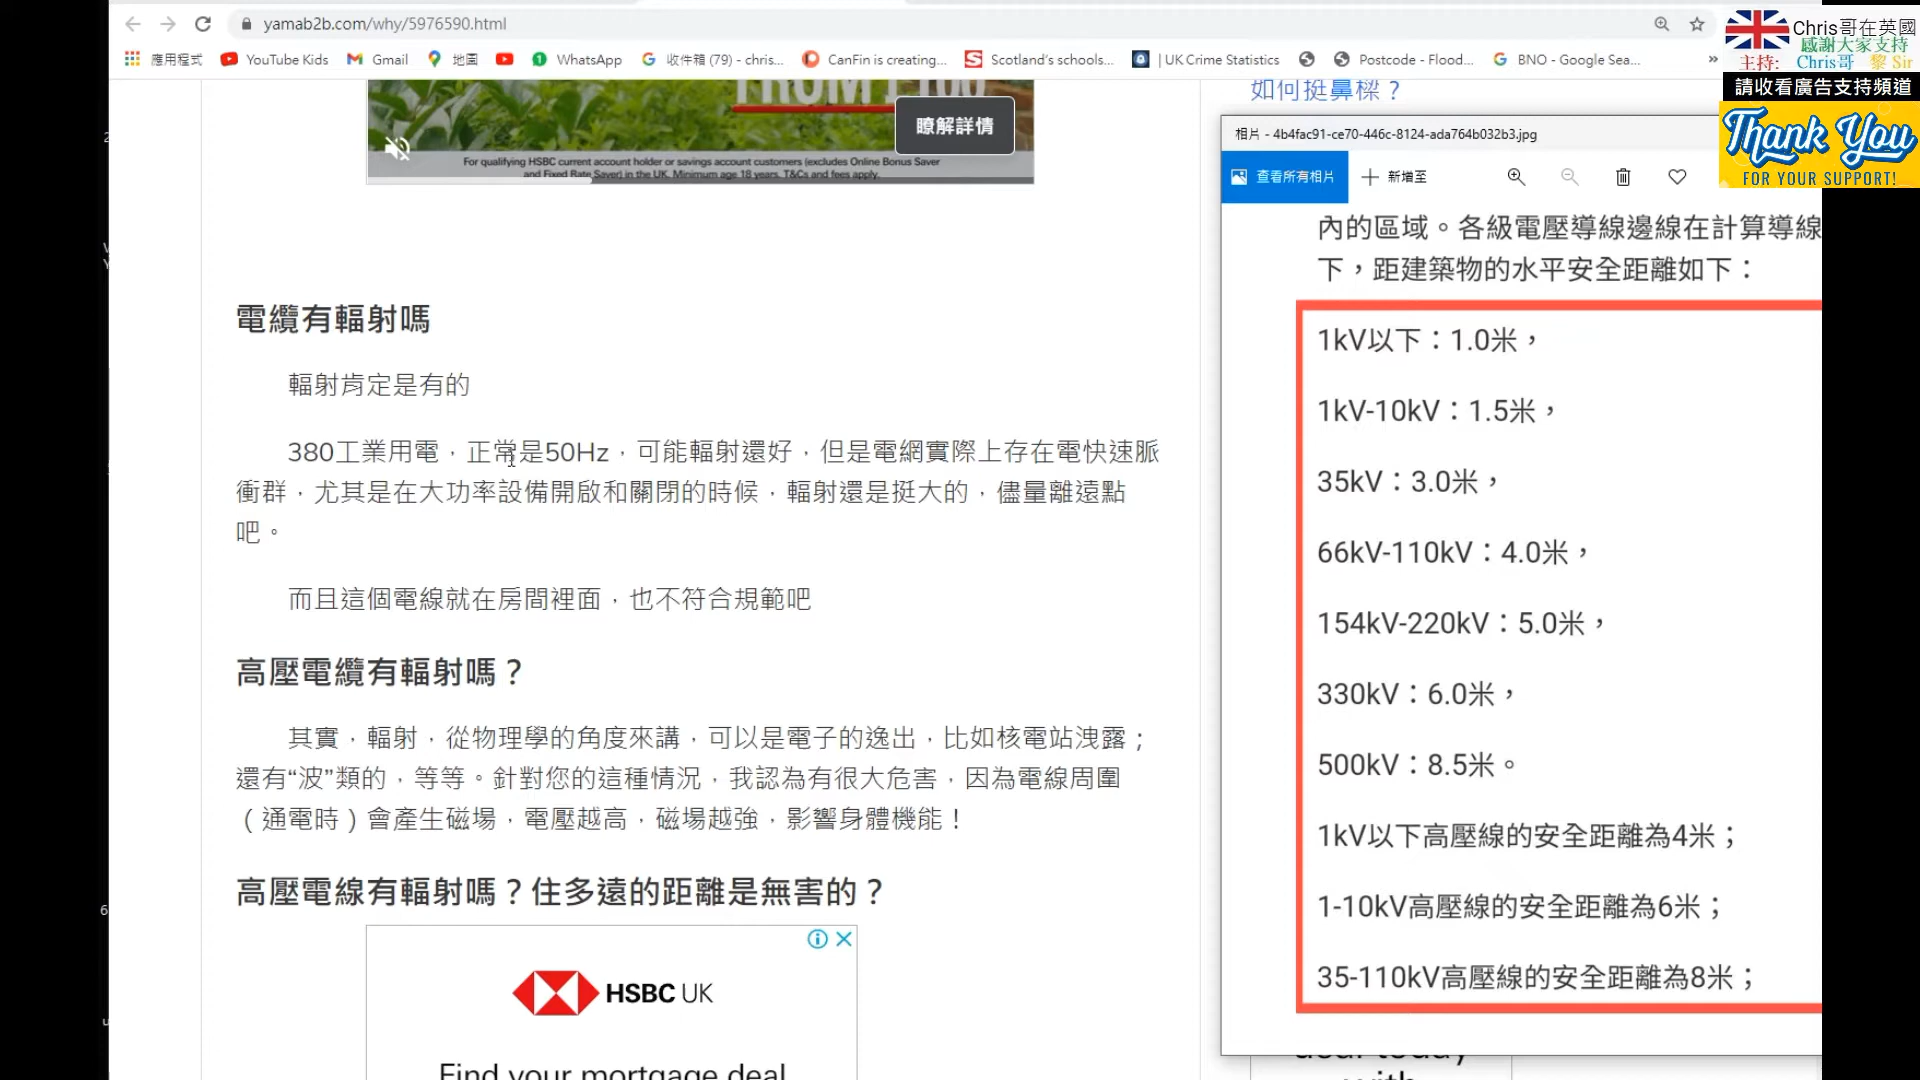 yamab2b.com/why/5976590.html
應用程式
YouTube Kids
Gmail
地圖
WhatsApp
收件箱 (79) - chris...
CanFin is creating...
Scotland's schools...
| UK Crime Statistics
Postcode - Flood...
BNO - Google Sea...
»
Chris哥在英國
感謝大家支持
主持: Chris哥 黎 Sir
請收看廣告支持頻道
Thank You
FOR YOUR SUPPORT!
瞭解詳情
For qualifying HSBC current account holder or savings account customers (excludes Online Bonus Saver
and Fixed Rate Saver) in the UK. Minimum age 18 years. T&Cs and fees apply.
電纜有輻射嗎
輻射肯定是有的
380工業用電，正常是50Hz，可能輻射還好，但是電網實際上存在電快速脈
衝群，尤其是在大功率設備開啟和關閉的時候，輻射還是挺大的，儘量離遠點
吧。
而且這個電線就在房間裡面，也不符合規範吧
高壓電纜有輻射嗎？
其實，輻射，從物理學的角度來講，可以是電子的逸出，比如核電站洩露；
還有“波”類的，等等。針對您的這種情況，我認為有很大危害，因為電線周圍
（通電時）會產生磁場，電壓越高，磁場越強，影響身體機能！
高壓電線有輻射嗎？住多遠的距離是無害的？
HSBC UK
Find your mortgage deal
如何挺鼻樑？
相片 - 4b4fac91-ce70-446c-8124-ada764b032b3.jpg
查看所有相片
新增至
內的區域。各級電壓導線邊線在計算導線
下，距建築物的水平安全距離如下：
1kV以下：1.0米，
1kV-10kV：1.5米，
35kV：3.0米，
66kV-110kV：4.0米，
154kV-220kV：5.0米，
330kV：6.0米，
500kV：8.5米。
1kV以下高壓線的安全距離為4米；
1-10kV高壓線的安全距離為6米；
35-110kV高壓線的安全距離為8米；